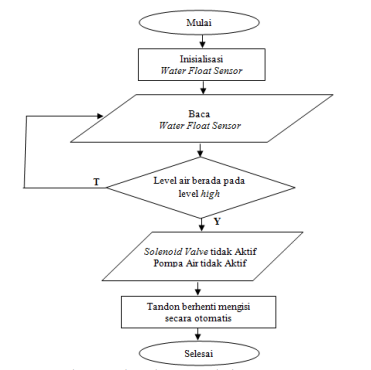 Mulai
Inisialisasi
Water Float Sensor
Baca
Water Float Sensor
Level air berada pada
level high
T
Y
Solenoid Valve tidak Aktif
Pompa Air tidak Aktif
Tandon berhenti mengisi
secara otomatis
Selesai